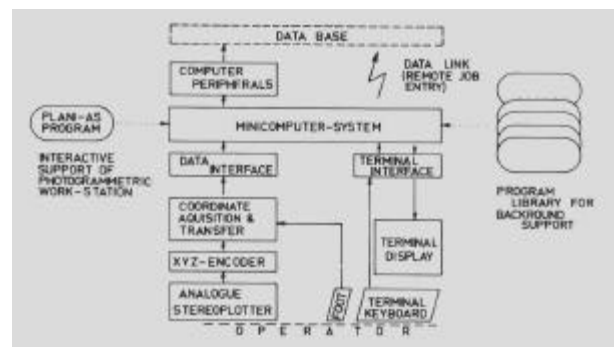 DATA BASE
COMPUTER
PERIPHERALS
DATA LINK
(REMOTE JOB
ENTRY)
PLANI-AS
PROGRAM
MINICOMPUTER-SYSTEM
INTERACTIVE
SUPPORT OF
PHOTOGRAMMETRIC
WORK-STATION
DATA
INTERFACE
TERMINAL
INTERFACE
PROGRAM
LIBRARY FOR
BACKROUND
SUPPORT
COORDINATE
AQUISITION &
TRANSFER
TERMINAL
DISPLAY
XYZ-ENCODER
ANALOGUE
STEREOPLOTTER
FOOT
TERMINAL
KEYBOARD
OPERATOR